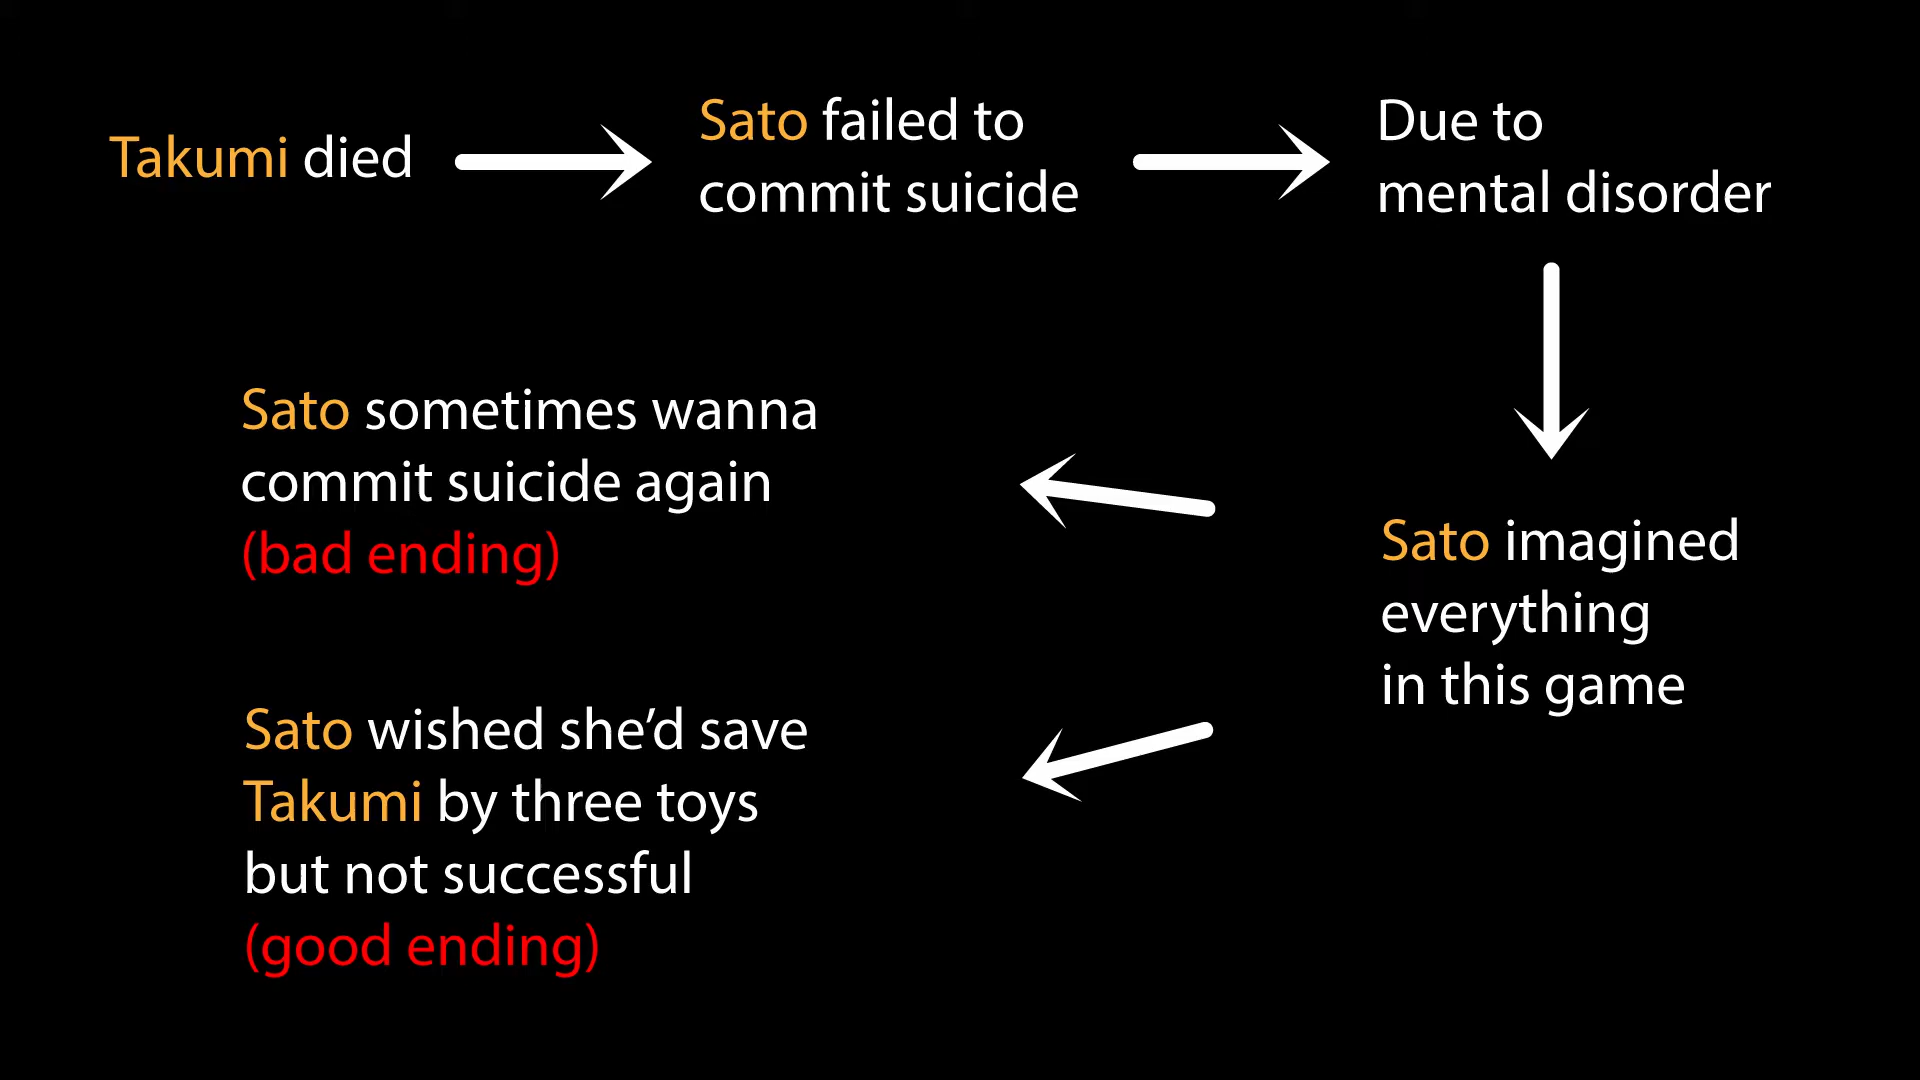 Takumi died
Sato failed to
commit suicide
Due to
mental disorder
Sato imagined
everything
in this game
Sato sometimes wanna
commit suicide again
(bad ending)
Sato wished she’d save
Takumi by three toys
but not successful
(good ending)